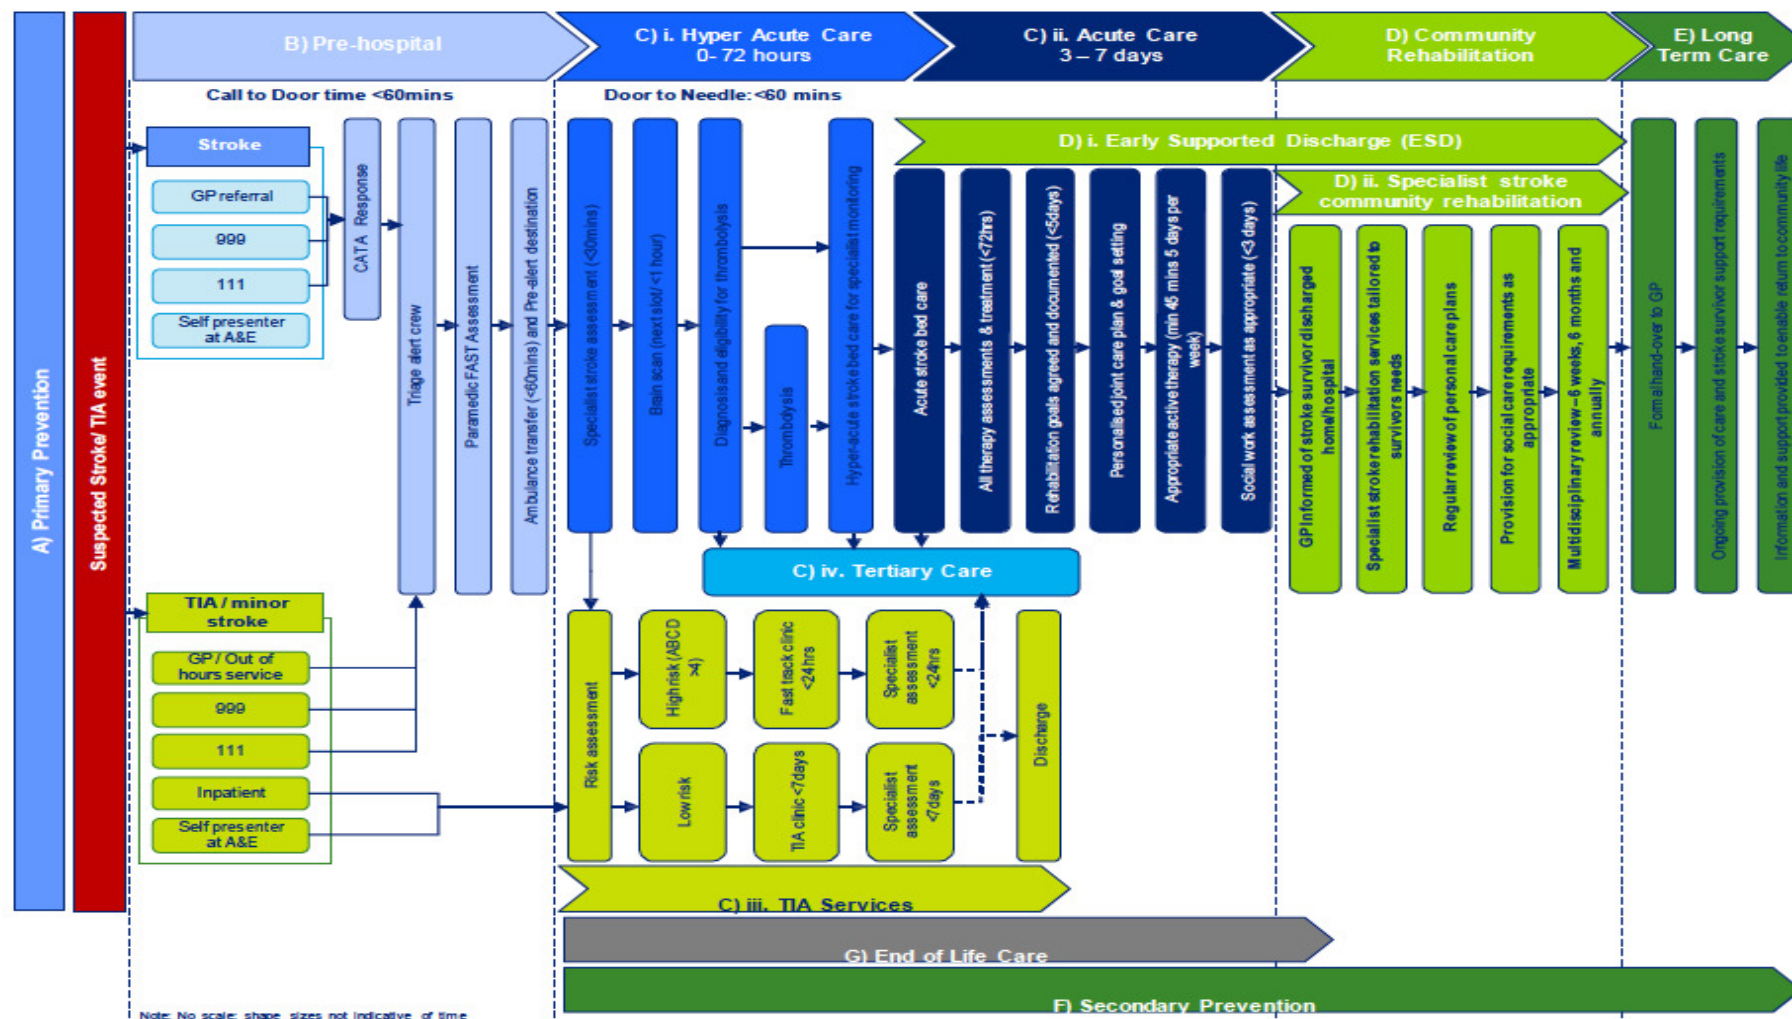 A) Primary Prevention
Suspected Stroke/ TIA event
B) Pre-hospital
C) i. Hyper Acute Care
0- 72 hours
C) ii. Acute Care
3 – 7 days
D) Community
Rehabilitation
E) Long
Term Care
Call to Door time <60mins
Door to Needle: <60 mins
Stroke
GP referral
999
111
Self presenter
at A&E
CATA Response
Triage alert crew
Paramedic FAST Assessment
Ambulance transfer (<60mins) and Pre-alert destination
Specialist stroke assessment (<30mins)
Brain scan (next slot/ <1 hour)
Diagnosis and eligibility for thrombolysis
Thrombolysis
Hyper-acute stroke bed care for specialist monitoring
D) i. Early Supported Discharge (ESD)
D) ii. Specialist stroke
community rehabilitation
Acute stroke bed care
All therapy assessments & treatment (<72hrs)
Rehabilitation goals agreed and documented (<5days)
Personalised joint care plan & goal setting
Appropriate active therapy (min 45 mins 5 days per
week)
Social work assessment as appropriate (<3 days)
GP Informed of stroke survivor discharged
home/hospital
Specialist stroke rehabilitation services tailored to
survivors needs
Regular review of personal care plans
Provision for social care requirements as
appropriate
Multidisciplinary review – 6 weeks, 6 months and
annually
Formal hand-over to GP
Ongoing provision of care and stroke survivor support requirements
Information and support provided to enable return to community life
C) iv. Tertiary Care
TIA / minor
stroke
GP / Out of
hours service
999
111
Inpatient
Self presenter
at A&E
Risk assessment
High risk (ABCD
>4)
Fast track clinic
<24hrs
Specialist
assessment
<24hrs
Low risk
TIA clinic <7days
Specialist
assessment
<7days
Discharge
C) iii. TIA Services
G) End of Life Care
F) Secondary Prevention
Note: No scale: shape sizes not indicative of time